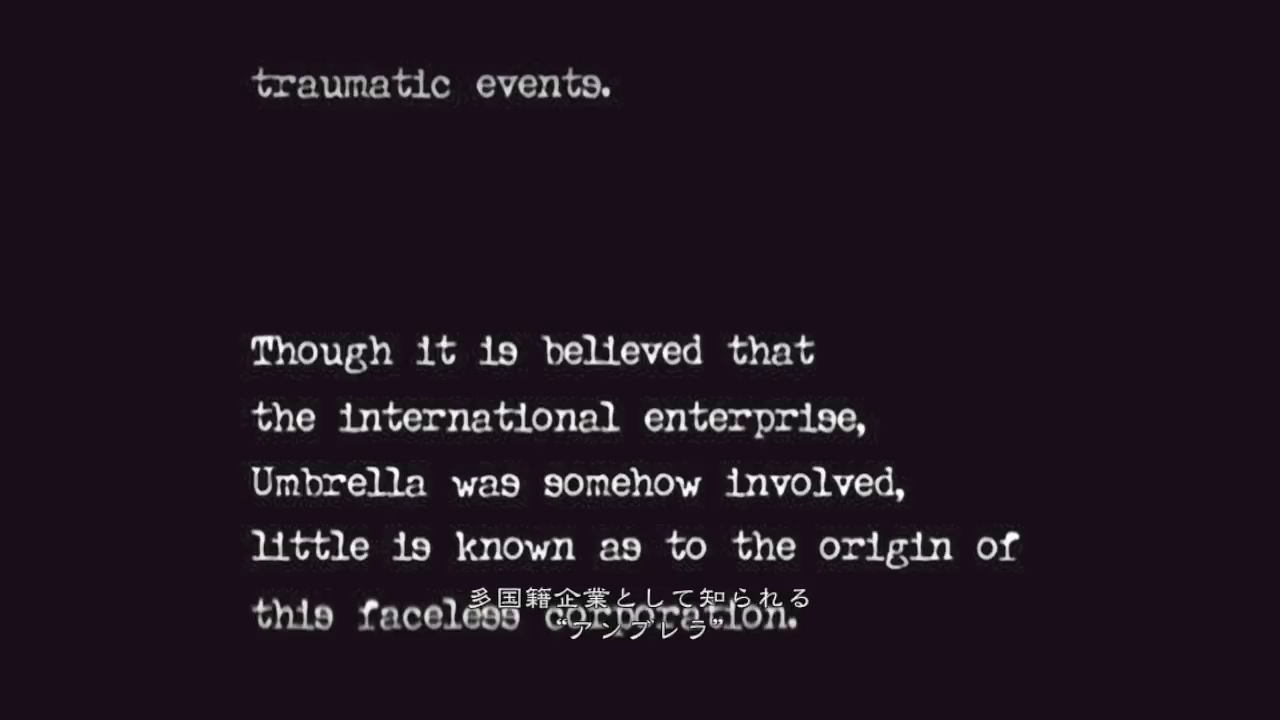 traumatic events.
Though it is believed that
the international enterprise,
Umbrella was somehow involved,
little is known as to the origin of
this faceless corporation.
多国籍企業として知られる
“アンブレラ”